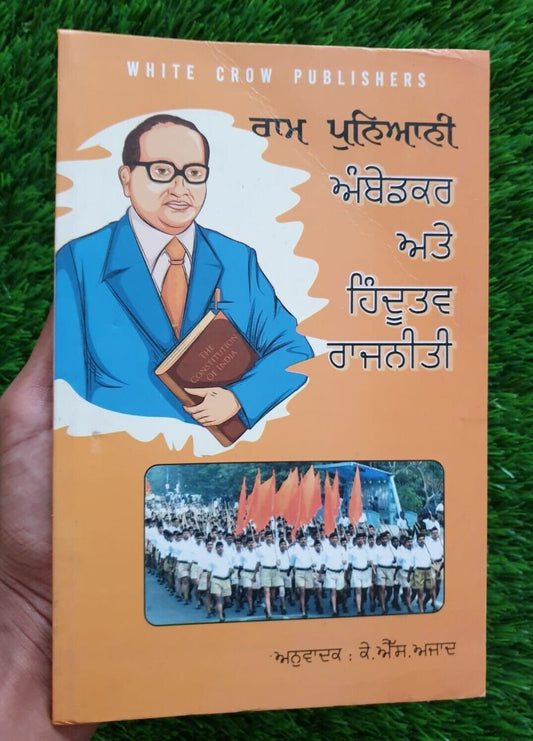 WHITE CROW PUBLISHERS
ਰਾਮ ਪੁਨਿਆਨੀ
ਅੰਬੇਡਕਰ
ਅਤੇ
ਹਿੰਦੂਤਵ
ਰਾਜਨੀਤੀ
THE
CONSTITUTION
OF INDIA
ਅਨੁਵਾਦਕ : ਕੇ.ਐੱਸ.ਅਜਾਦ